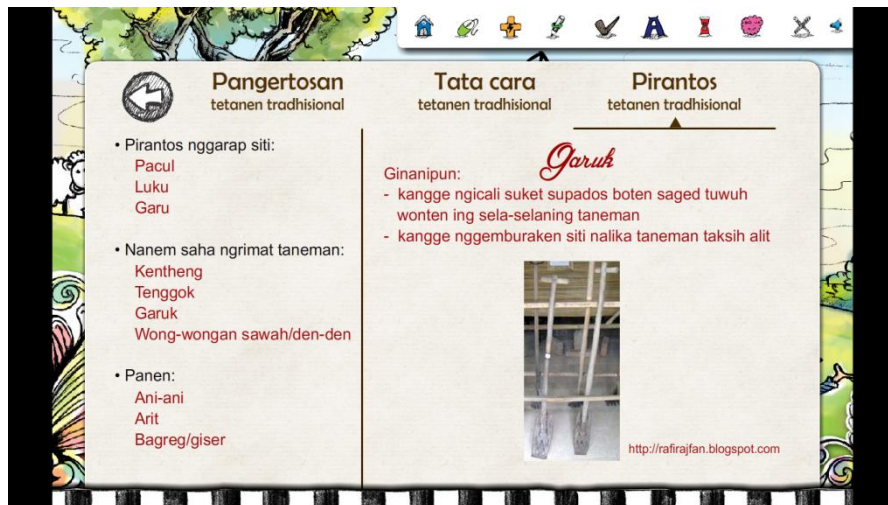 Pangertosan
tetanen tradhisional
Tata cara
tetanen tradhisional
Pirantos
tetanen tradhisional
• Pirantos nggarap siti:
Pacul
Luku
Garu
• Nanem saha ngrimat taneman:
Kentheng
Tenggok
Garuk
Wong-wongan sawah/den-den
• Panen:
Ani-ani
Arit
Bagreg/giser
Garuk
Ginanipun:
- kangge ngicali suket supados boten saged tuwuh
wonten ing sela-selaning taneman
- kangge nggemburaken siti nalika taneman taksih alit
http://rafirajfan.blogspot.com